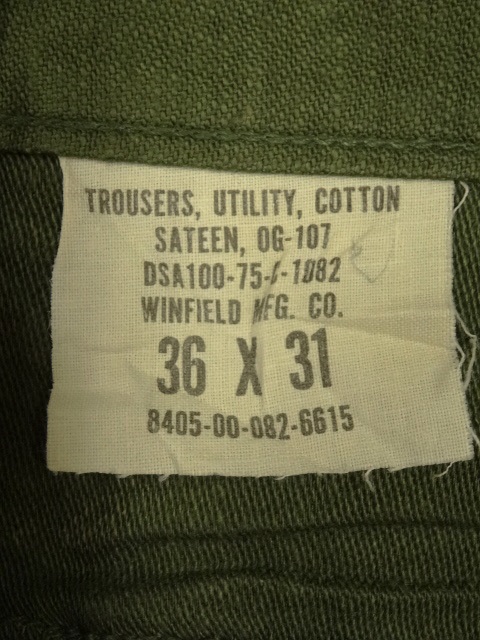 TROUSERS, UTILITY, COTTON
SATEEN, OG-107
DSA100-75-C-1082
WINFIELD MFG. CO.
36 X 31
8405-00-082-6615